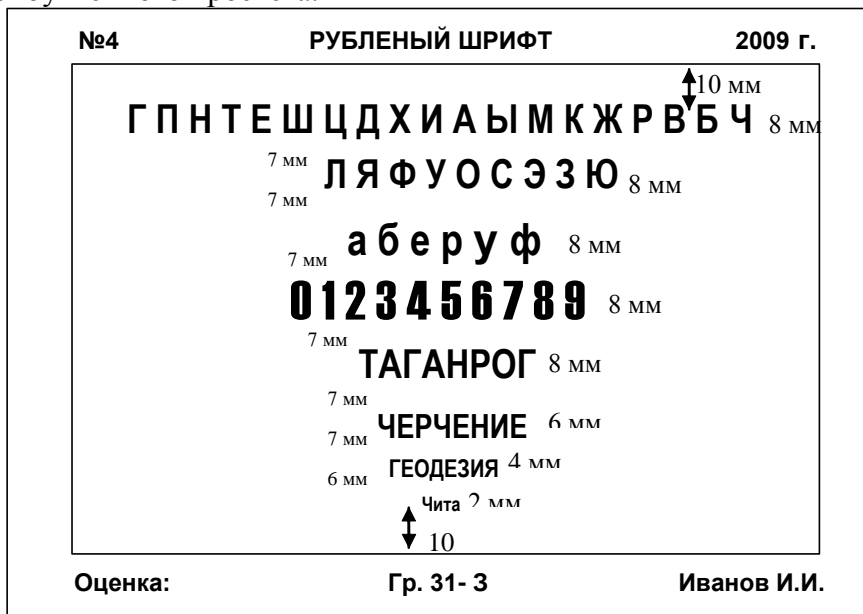 №4 РУБЛЕНЫЙ ШРИФТ 2009 г.
10 мм
Г П Н Т Е Ш Ц Д Х И А Ы М К Ж Р В Б Ч 8 мм
7 мм
Л Я Ф У О С Э З Ю 8 мм
7 мм
а б е р у ф 8 мм
7 мм
0 1 2 3 4 5 6 7 8 9 8 мм
7 мм
ТАГАНРОГ 8 мм
7 мм
ЧЕРЧЕНИЕ 6 мм
7 мм
ГЕОДЕЗИЯ 4 мм
6 мм
Чита 2 мм
10
Оценка: Гр. 31- З Иванов И.И.